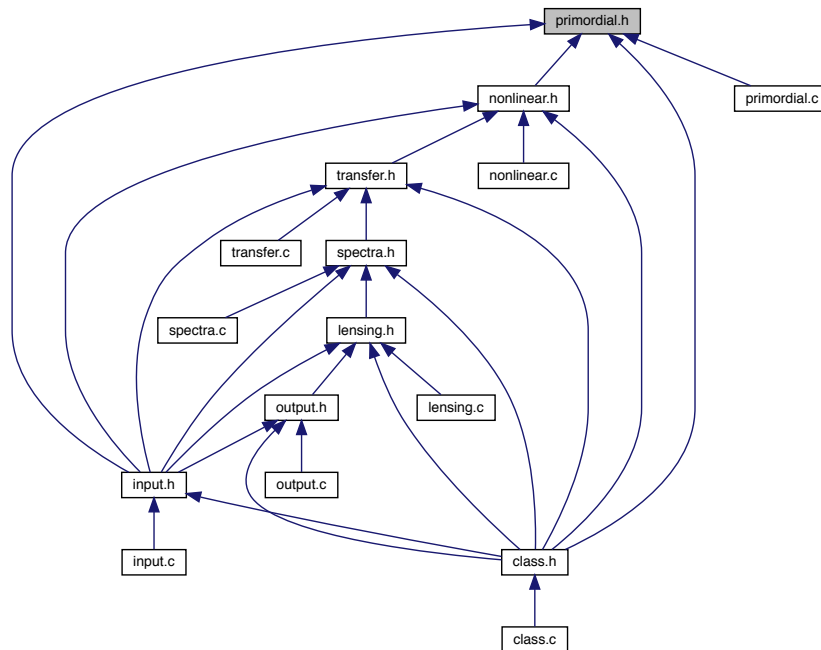 primordial.h
nonlinear.h
primordial.c
transfer.h
nonlinear.c
transfer.c
spectra.h
spectra.c
lensing.h
output.h
lensing.c
input.h
output.c
input.c
class.h
class.c